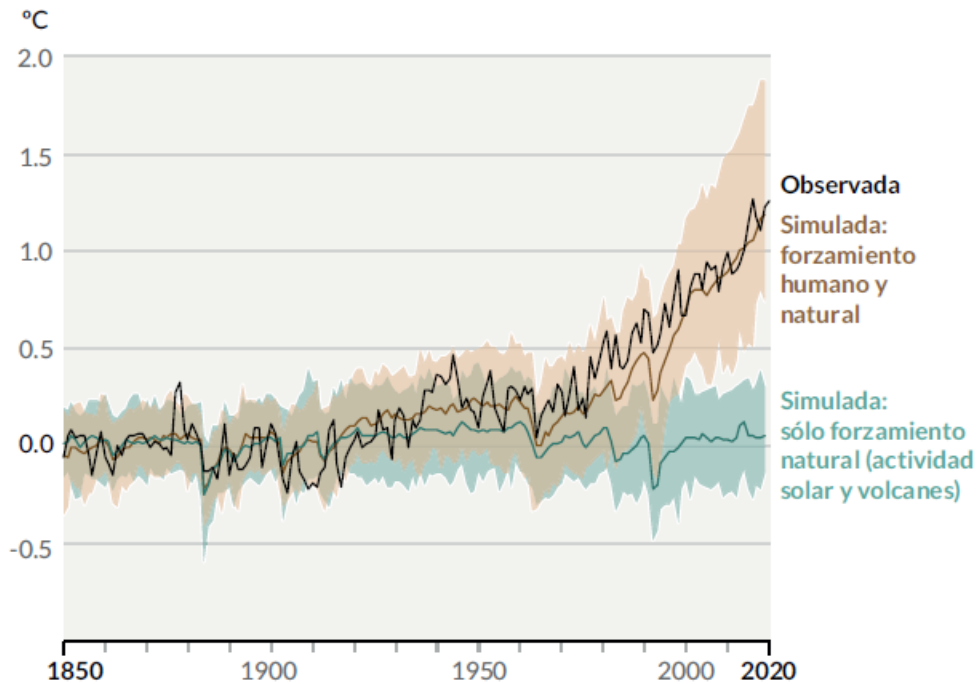 ºC
2.0
1.5
1.0
0.5
0.0
-0.5
1850 1900 1950 2000 2020
Observada
Simulada:
forzamiento
humano y
natural
Simulada:
sólo forzamiento
natural (actividad
solar y volcanes)